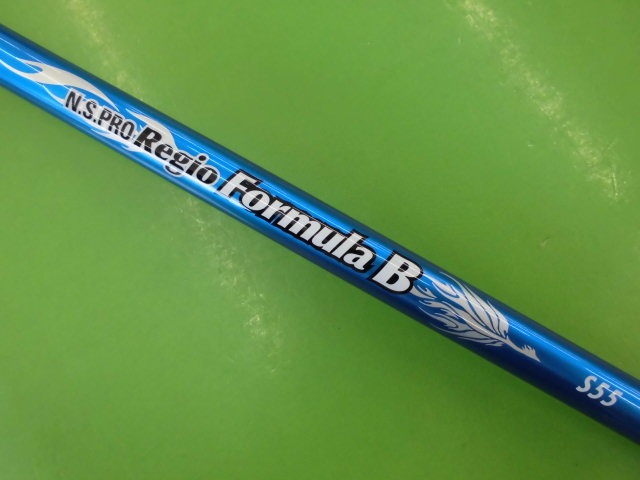 N.S.PRO Regio Formula B
S55